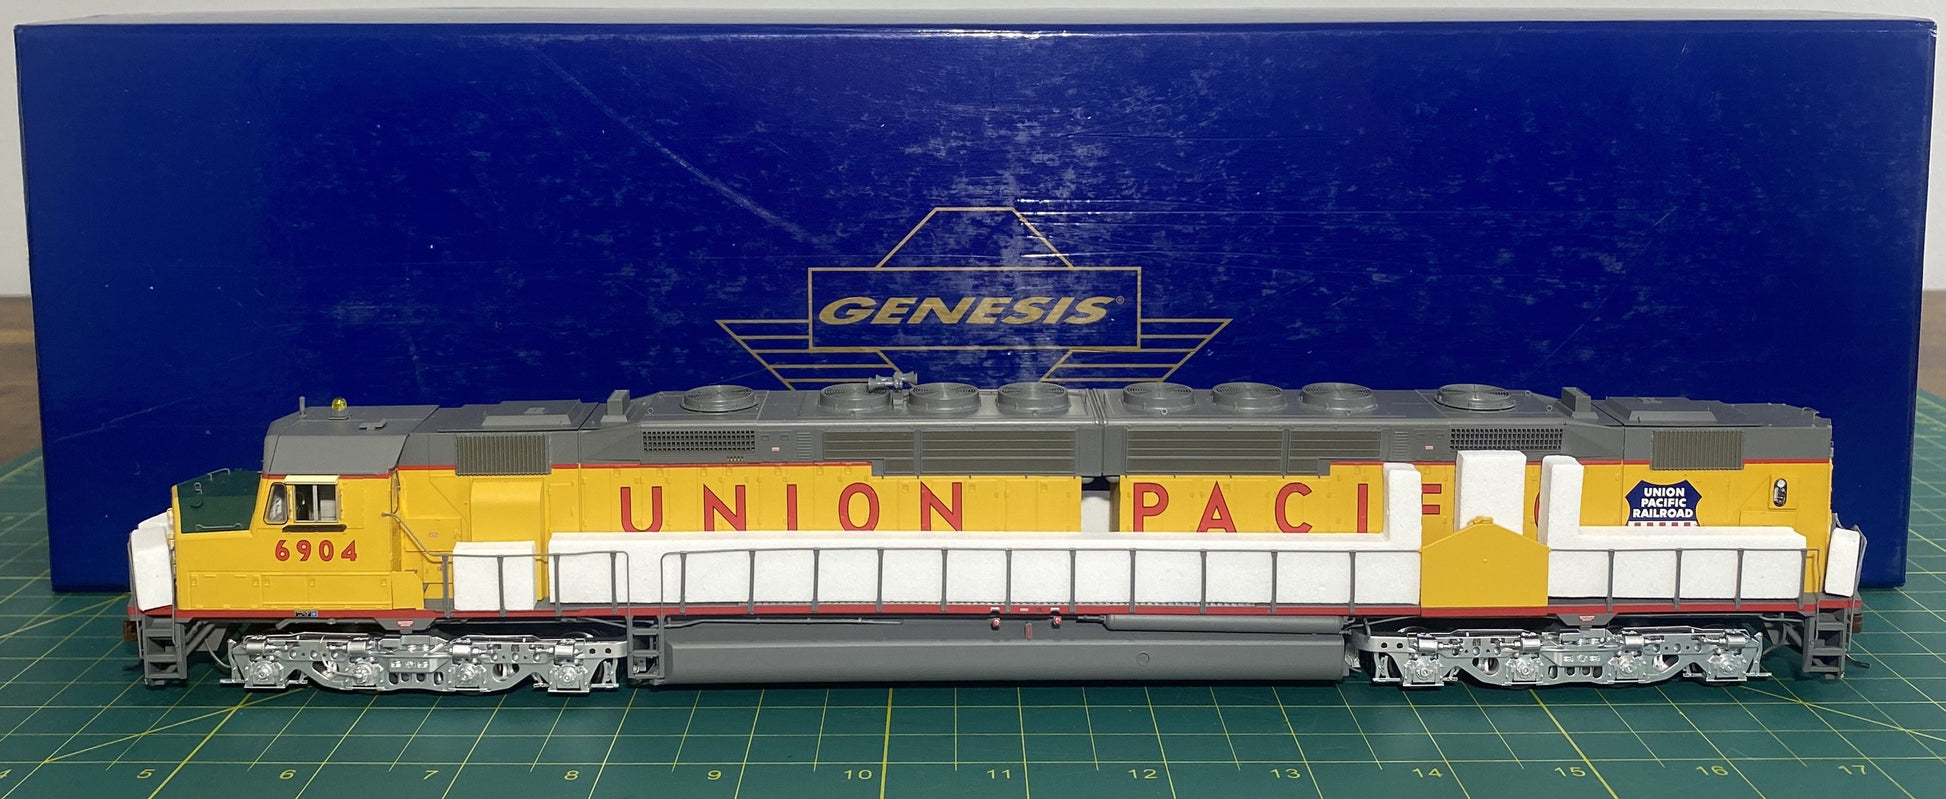 GENESIS®
UNION PACIF
6904
UNION
PACIFIC
RAILROAD
5 6 7 8 9 10 11 12 13 14 15 16 17